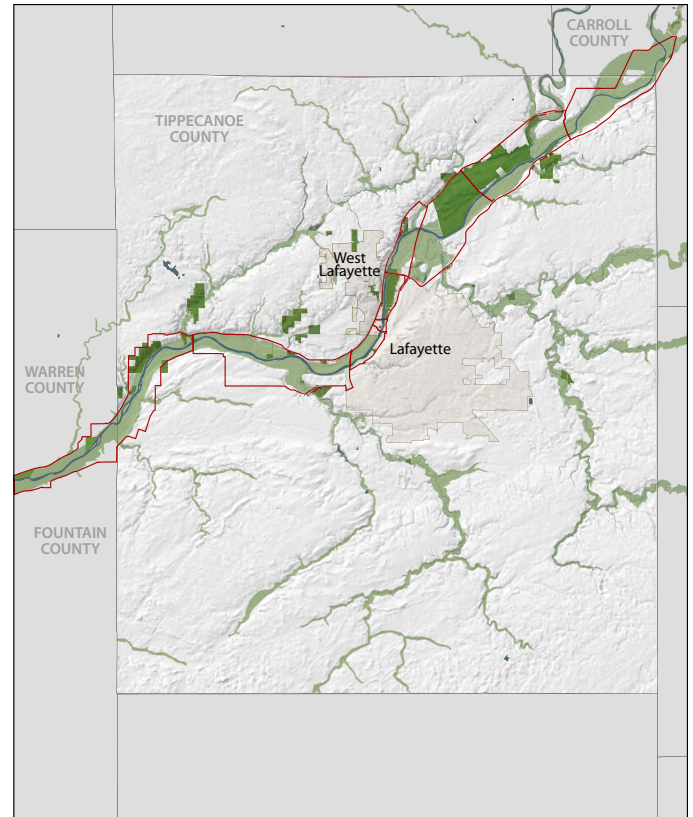 CARROLL
COUNTY
TIPPECANOE
COUNTY
West
Lafayette
Lafayette
WARREN
COUNTY
FOUNTAIN
COUNTY